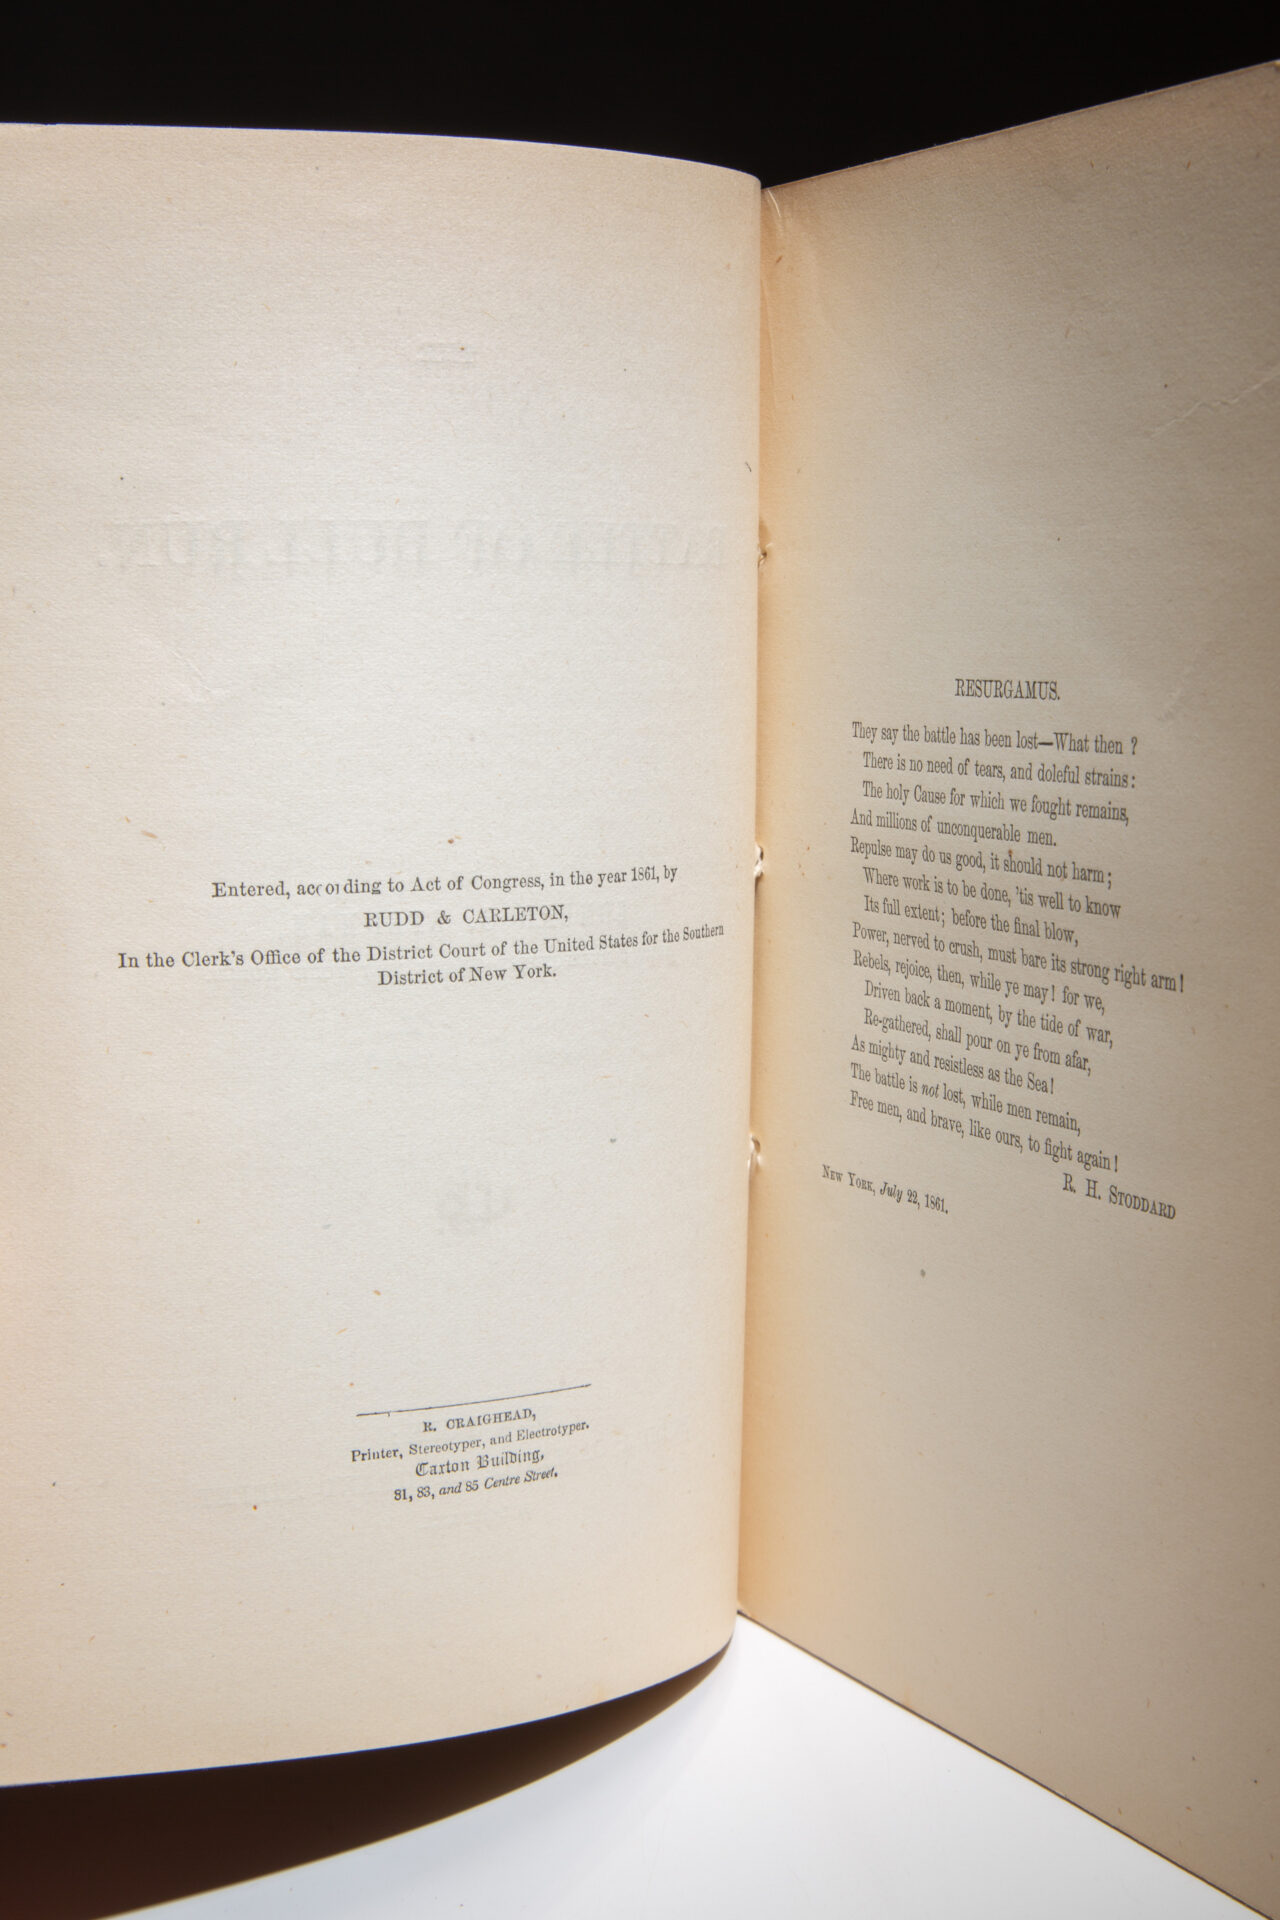 Entered, according to Act of Congress, in the year 1861, by
RUDD & CARLETON,
In the Clerk's Office of the District Court of the United States for the Southern
District of New York.
R. CRAIGHEAD,
Printer, Stereotyper, and Electrotyper.
Caxton Building,
81, 83, and 85 Centre Street.
RESURGAMUS.
They say the battle has been lost—What then ?
There is no need of tears, and doleful strains :
The holy Cause for which we fought remains,
And millions of unconquerable men.
Repulse may do us good, it should not harm ;
Where work is to be done, 'tis well to know
Its full extent ; before the final blow,
Power, nerved to crush, must bare its strong right arm !
Rebels, rejoice, then, while ye may ! for we,
Driven back a moment, by the tide of war,
Re-gathered, shall pour on ye from afar,
As mighty and resistless as the Sea !
The battle is not lost, while men remain,
Free men, and brave, like ours, to fight again !
R. H. STODDARD
NEW YORK, July 22, 1861.